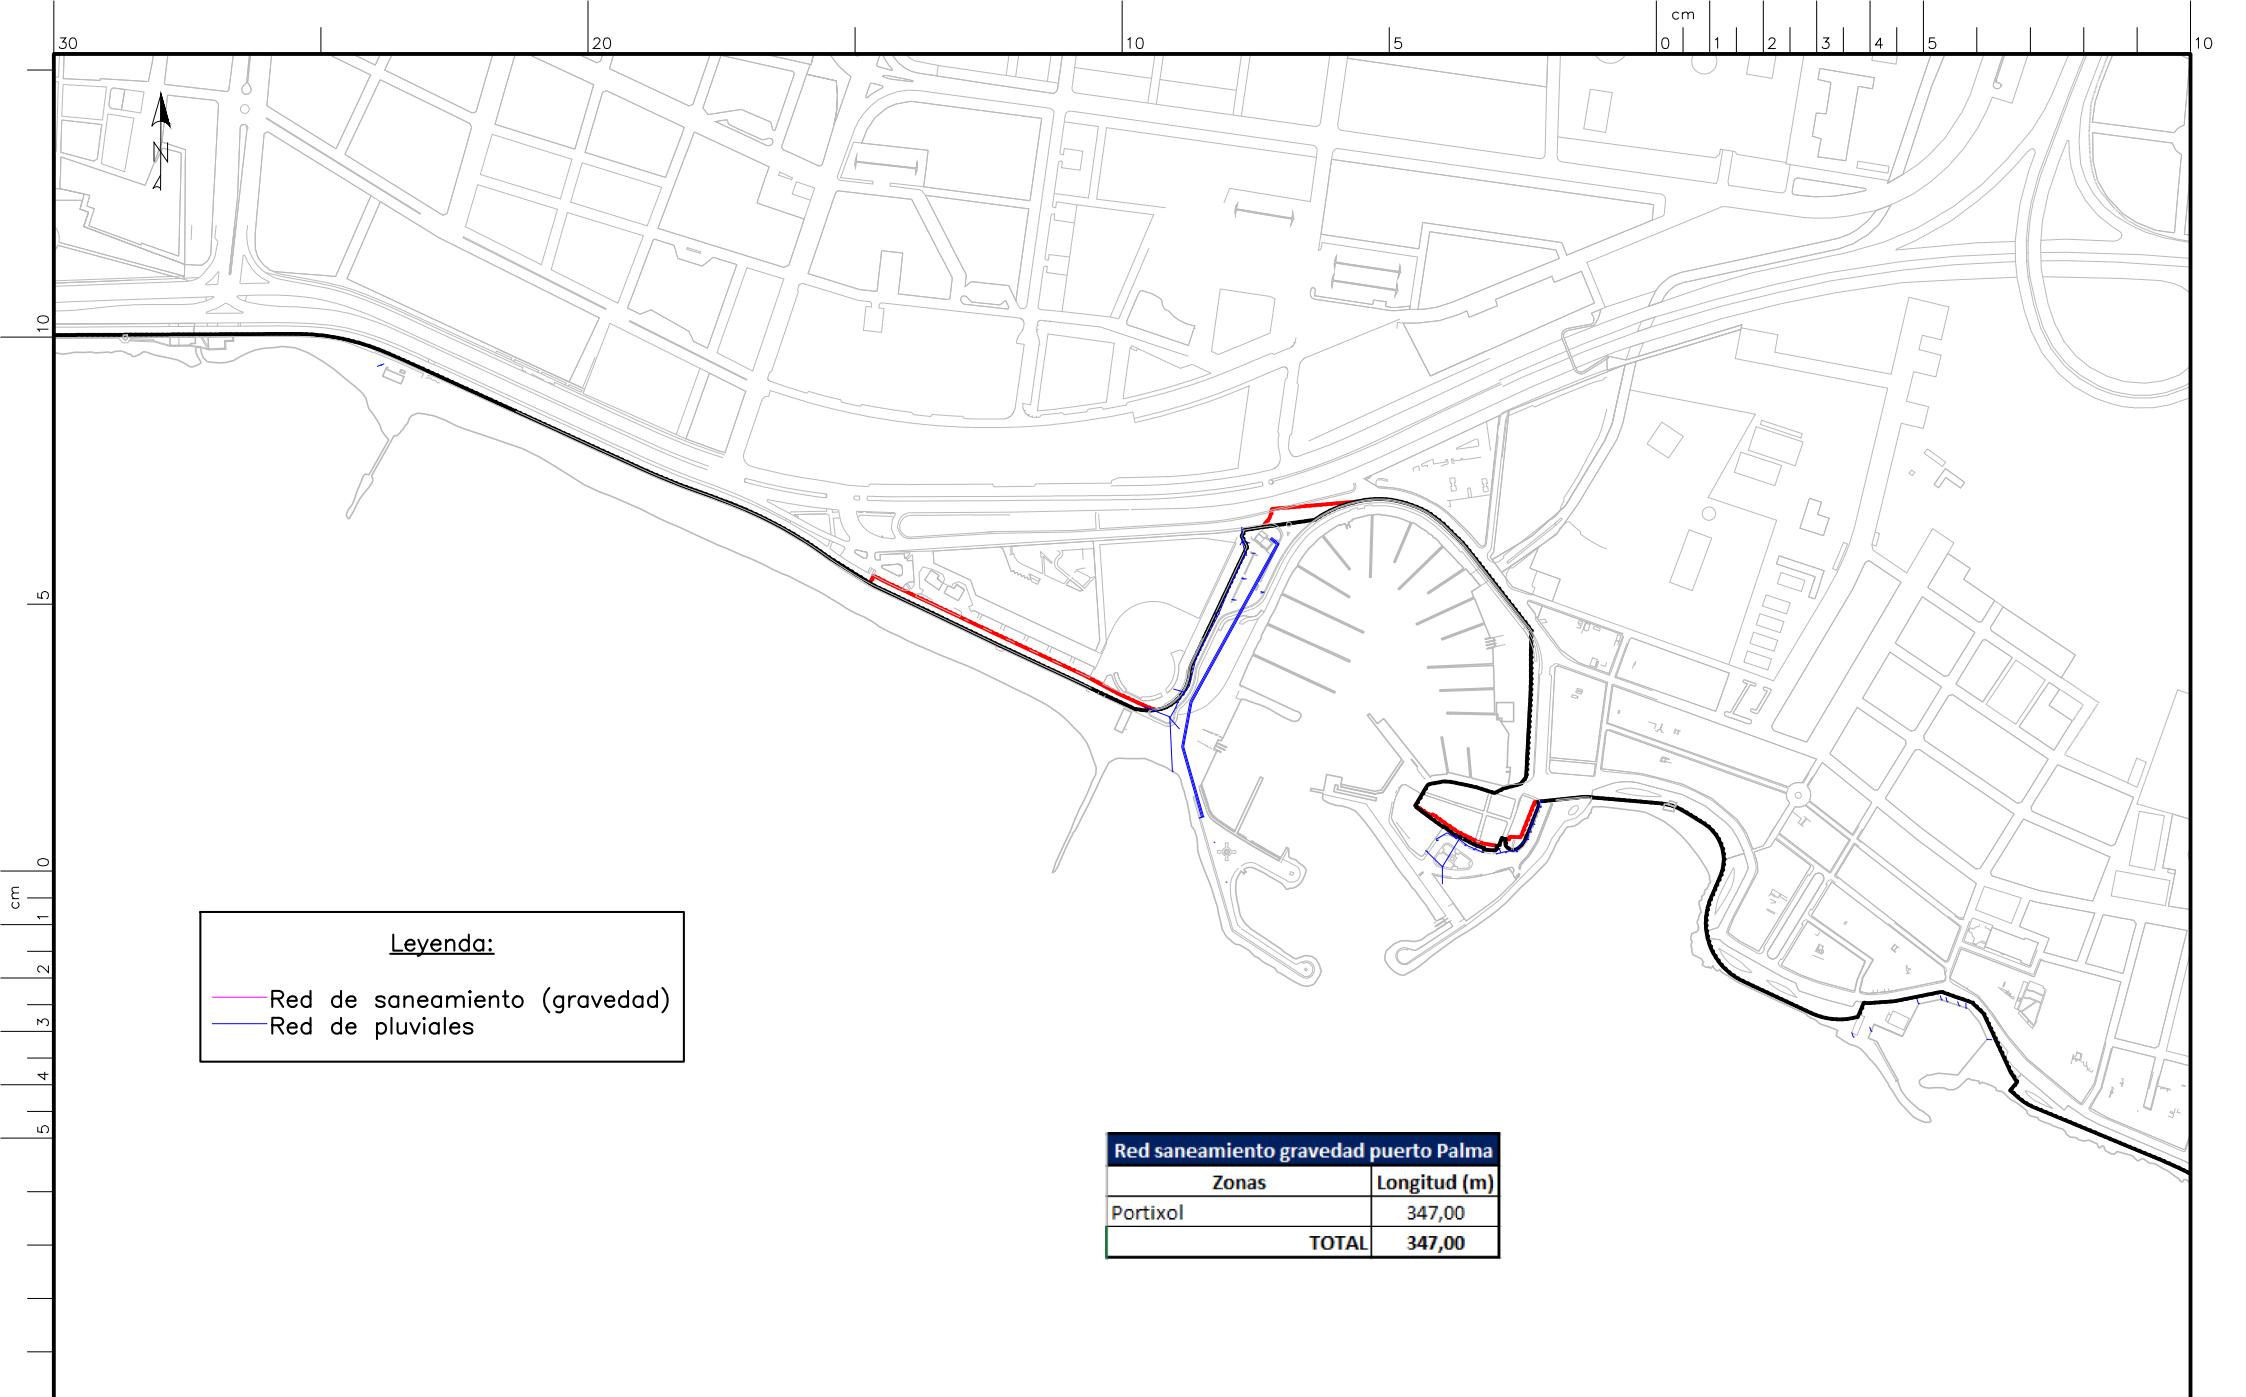 cm
30
20
10
5
0
1
2
3
4
5
10
N
10
5
0
cm
1
2
3
4
5
Leyenda:
Red de saneamiento (gravedad)
Red de pluviales
Red saneamiento gravedad puerto Palma
Zonas Longitud (m)
Portixol 347,00
TOTAL 347,00